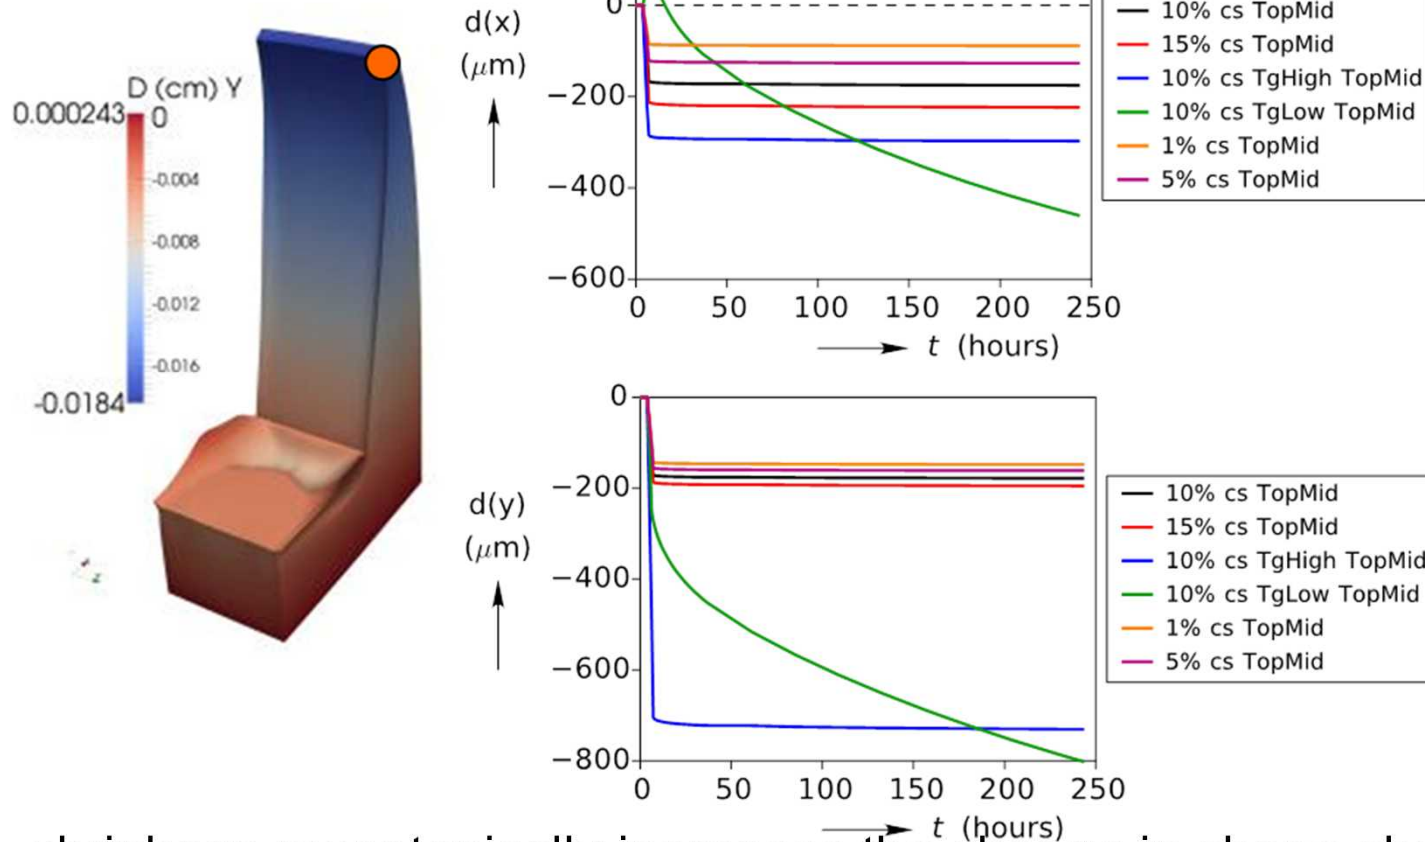 D (cm) Y
0.000243
0
-0.004
-0.008
-0.012
-0.016
-0.0184
z
d(x)
(μm)
0
−200
−400
−600
0 50 100 150 200 250
t (hours)
10% cs TopMid
15% cs TopMid
10% cs TgHigh TopMid
10% cs TgLow TopMid
1% cs TopMid
5% cs TopMid
d(y)
(μm)
0
−200
−400
−600
−800
0 50 100 150 200 250
t (hours)
10% cs TopMid
15% cs TopMid
10% cs TgHigh TopMid
10% cs TgLow TopMid
1% cs TopMid
5% cs TopMid